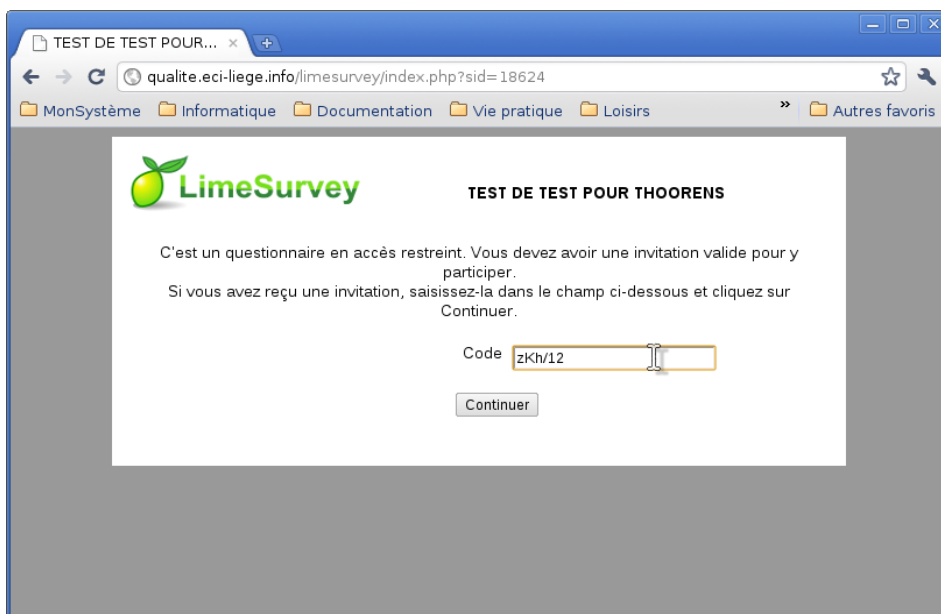 TEST DE TEST POUR...
qualite.eci-liege.info/limesurvey/index.php?sid=18624
MonSystème Informatique Documentation Vie pratique Loisirs » Autres favoris
LimeSurvey
TEST DE TEST POUR THOORENS
C'est un questionnaire en accès restreint. Vous devez avoir une invitation valide pour y
participer.
Si vous avez reçu une invitation, saisissez-la dans le champ ci-dessous et cliquez sur
Continuer.
Code zKh/12
Continuer